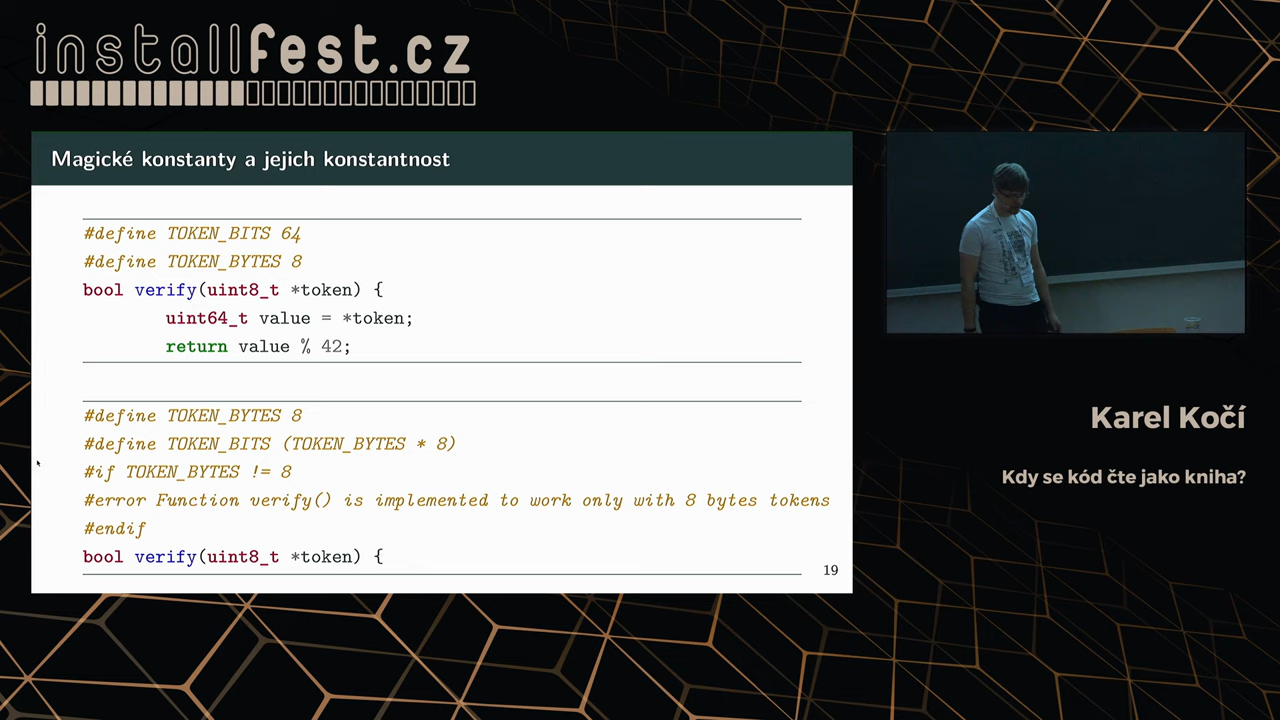 installfest.cz
Magické konstanty a jejich konstantnost
#define TOKEN_BITS 64
#define TOKEN_BYTES 8
bool verify(uint8_t *token) {
uint64_t value = *token;
return value % 42;
#define TOKEN_BYTES 8
#define TOKEN_BITS (TOKEN_BYTES * 8)
#if TOKEN_BYTES != 8
#error Function verify() is implemented to work only with 8 bytes tokens
#endif
bool verify(uint8_t *token) {
19
Karel Kočí
Kdy se kód čte jako kniha?